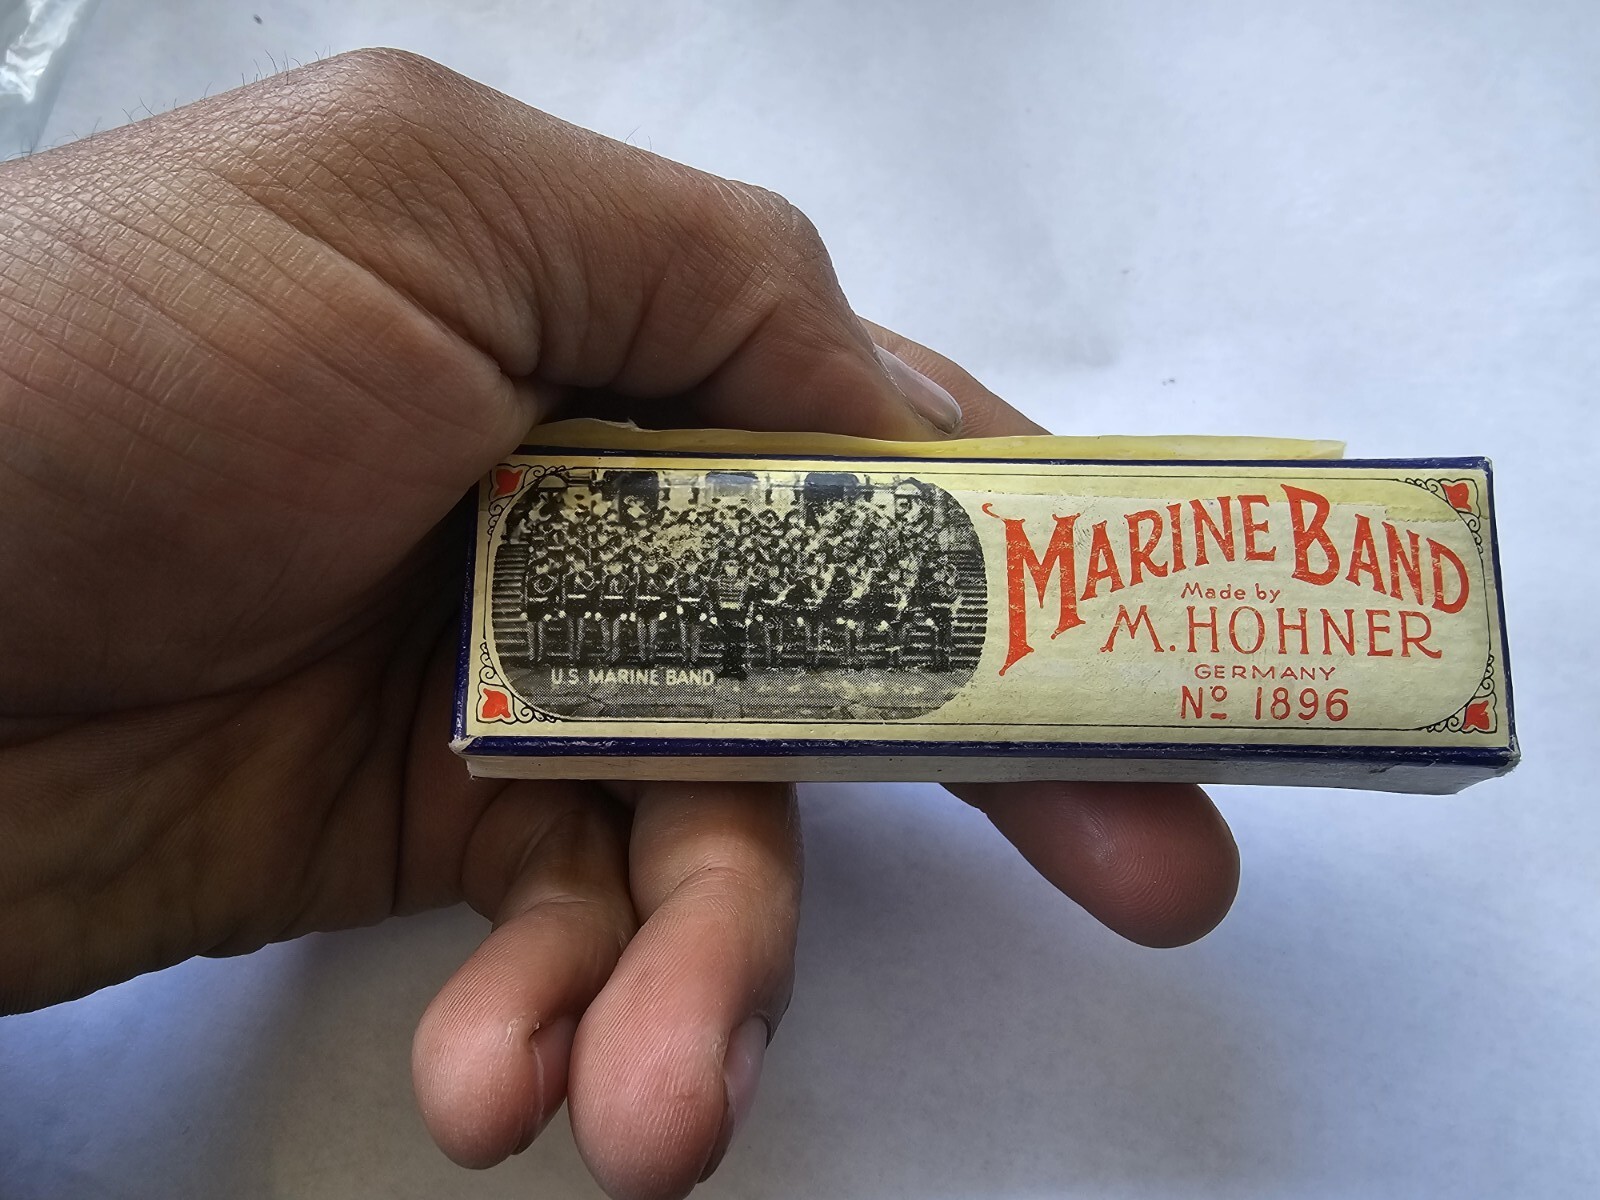 U.S. MARINE BAND
MARINE BAND
Made by
M. HOHNER
GERMANY
Nº 1896